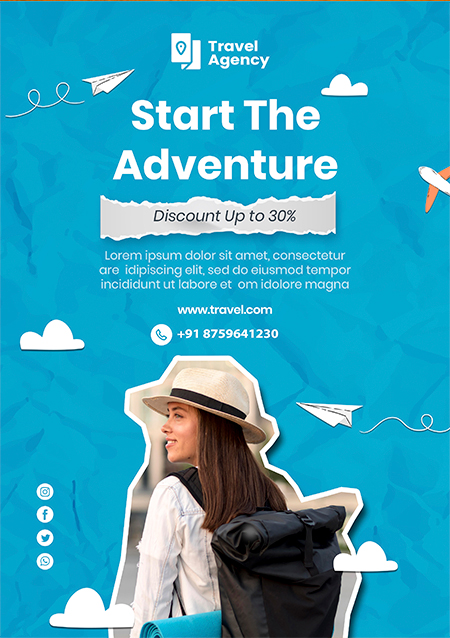 Travel
Agency
Start The
Adventure
Discount Up to 30%
Lorem ipsum dolor sit amet, consectetur
are idipiscing elit, sed do eiusmod tempor
incididunt ut labore et om idolore magna
www.travel.com
+91 8759641230